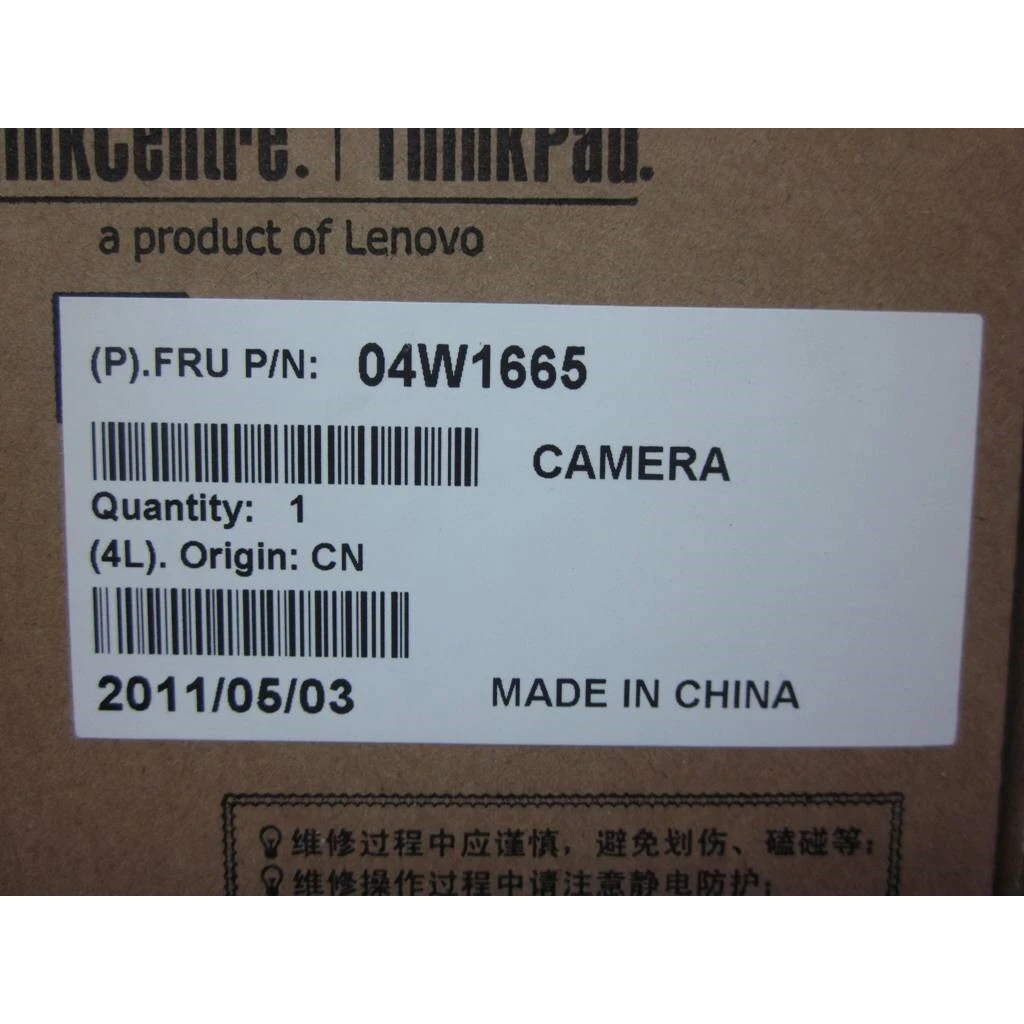 inkCentre. | ThinkPad.
a product of Lenovo
(P).FRU P/N: 04W1665
CAMERA
Quantity: 1
(4L). Origin: CN
2011/05/03 MADE IN CHINA
维修过程中应谨慎，避免划伤、磕碰等；
维修操作过程中请注意静电防护；